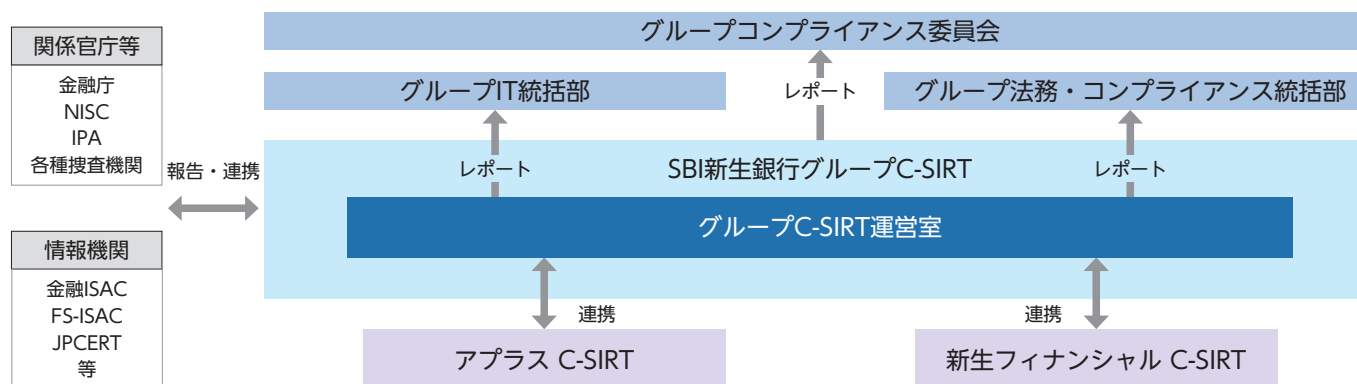 関係官庁等
金融庁
NISC
IPA
各種捜査機関
情報機関
金融ISAC
FS-ISAC
JPCERT
等
報告・連携
グループコンプライアンス委員会
レポート
グループIT統括部
グループ法務・コンプライアンス統括部
レポート
SBI新生銀行グループC-SIRT
レポート
グループC-SIRT運営室
連携
連携
アプラス C-SIRT
新生フィナンシャル C-SIRT